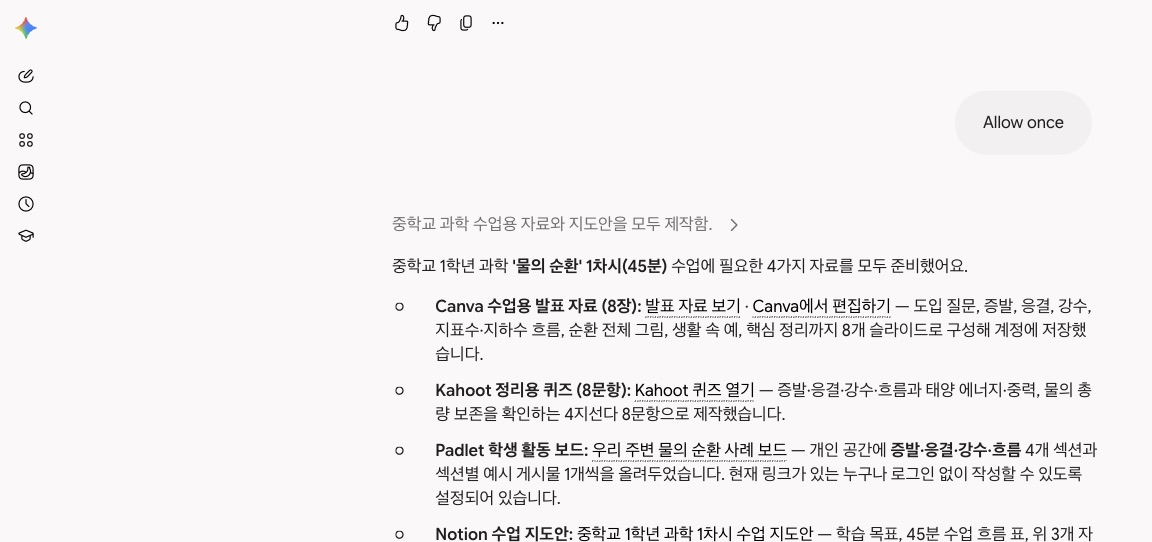 Allow once
중학교 과학 수업용 자료와 지도안을 모두 제작함.
중학교 1학년 과학 '물의 순환' 1차시(45분) 수업에 필요한 4가지 자료를 모두 준비했어요.
Canva 수업용 발표 자료 (8장): 발표 자료 보기 · Canva에서 편집하기 — 도입 질문, 증발, 응결, 강수,
지표수·지하수 흐름, 순환 전체 그림, 생활 속 예, 핵심 정리까지 8개 슬라이드로 구성해 계정에 저장했
습니다.
Kahoot 정리용 퀴즈 (8문항): Kahoot 퀴즈 열기 — 증발·응결·강수·흐름과 태양 에너지·중력, 물의 총
량 보존을 확인하는 4지선다 8문항으로 제작했습니다.
Padlet 학생 활동 보드: 우리 주변 물의 순환 사례 보드 — 개인 공간에 증발·응결·강수·흐름 4개 섹션과
섹션별 예시 게시물 1개씩을 올려두었습니다. 현재 링크가 있는 누구나 로그인 없이 작성할 수 있도록
설정되어 있습니다.
Notion 수업 지도안: 중학교 1학년 과학 1차시 수업 지도안 — 학습 목표, 45분 수업 흐름 표, 위 3개 자